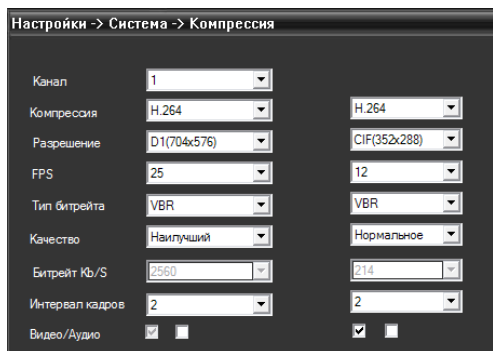 Настройки -> Система -> Компрессия
Канал 1
Компрессия H.264 H.264
Разрешение D1(704x576) CIF(352x288)
FPS 25 12
Тип битрейта VBR VBR
Качество Наилучший Нормальное
Битрейт Kb/S 2560 214
Интервал кадров 2 2
Видео/Аудио